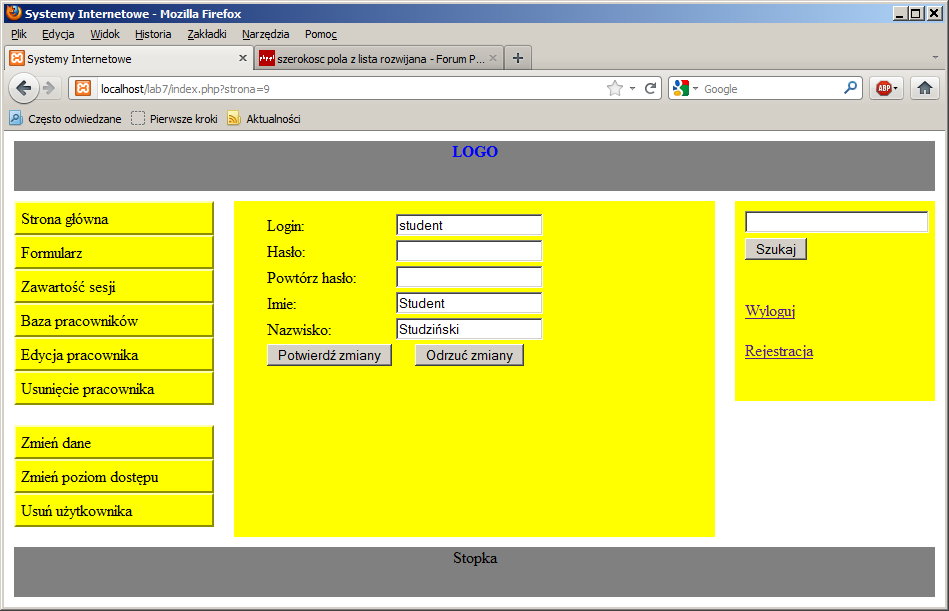 Systemy Internetowe - Mozilla Firefox
Plik Edycja Widok Historia Zakładki Narzędzia Pomoc
Systemy Internetowe
szerokosc pola z lista rozwijana - Forum P...
localhost/lab7/index.php?strona=9
Google
ABP
Często odwiedzane Pierwsze kroki Aktualności
LOGO
Strona główna
Formularz
Zawartość sesji
Baza pracowników
Edycja pracownika
Usunięcie pracownika
Zmień dane
Zmień poziom dostępu
Usuń użytkownika
Login: student
Hasło:
Powtórz hasło:
Imie: Student
Nazwisko: Studziński
Potwierdź zmiany Odrzuć zmiany
Szukaj
Wyloguj
Rejestracja
Stopka